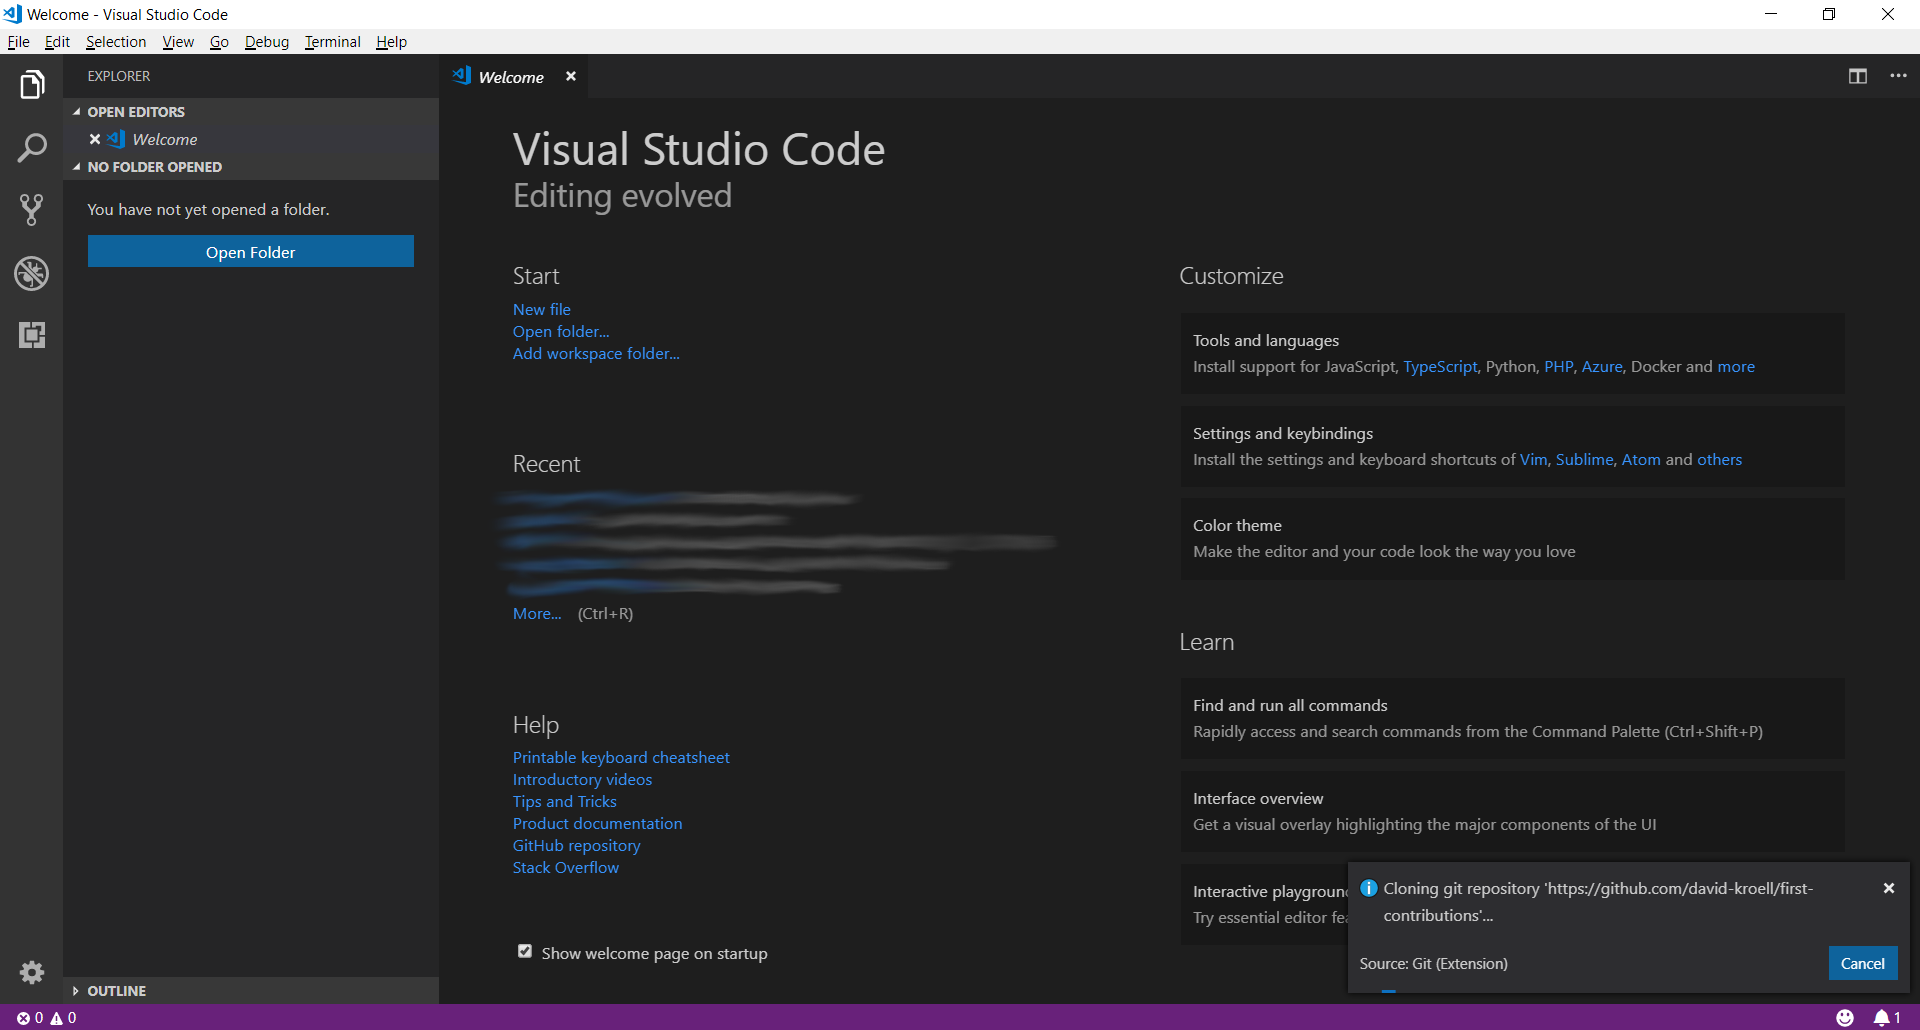 Welcome - Visual Studio Code
File Edit Selection View Go Debug Terminal Help
EXPLORER
OPEN EDITORS
Welcome
NO FOLDER OPENED
You have not yet opened a folder.
Open Folder
OUTLINE
Welcome
Visual Studio Code
Editing evolved
Start
New file
Open folder...
Add workspace folder...
Recent
More... (Ctrl+R)
Help
Printable keyboard cheatsheet
Introductory videos
Tips and Tricks
Product documentation
GitHub repository
Stack Overflow
Show welcome page on startup
Customize
Tools and languages
Install support for JavaScript, TypeScript, Python, PHP, Azure, Docker and more
Settings and keybindings
Install the settings and keyboard shortcuts of Vim, Sublime, Atom and others
Color theme
Make the editor and your code look the way you love
Learn
Find and run all commands
Rapidly access and search commands from the Command Palette (Ctrl+Shift+P)
Interface overview
Get a visual overlay highlighting the major components of the UI
Interactive
Try essential editor
Cloning git repository 'https://github.com/david-kroell/first-
contributions'...
Source: Git (Extension)
Cancel
0 0
1